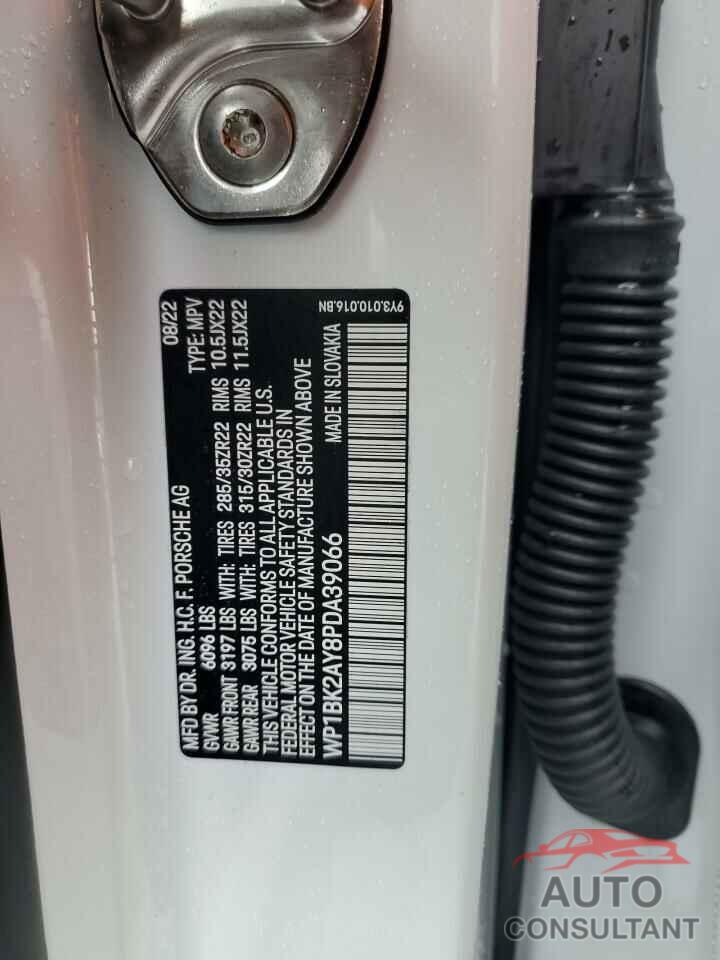 MFD BY DR. ING. H.C. F. PORSCHE AG 08/22
GVWR 6096 LBS TYPE: MPV
GAWR FRONT 3197 LBS WITH: TIRES 285/35ZR22 RIMS 10.5JX22
GAWR REAR 3075 LBS WITH: TIRES 315/30ZR22 RIMS 11.5JX22
THIS VEHICLE CONFORMS TO ALL APPLICABLE U.S.
FEDERAL MOTOR VEHICLE SAFETY STANDARDS IN
EFFECT ON THE DATE OF MANUFACTURE SHOWN ABOVE
WP1BK2AY8PDA39066 MADE IN SLOVAKIA
9Y3.010.016.BN
AUTO
CONSULTANT